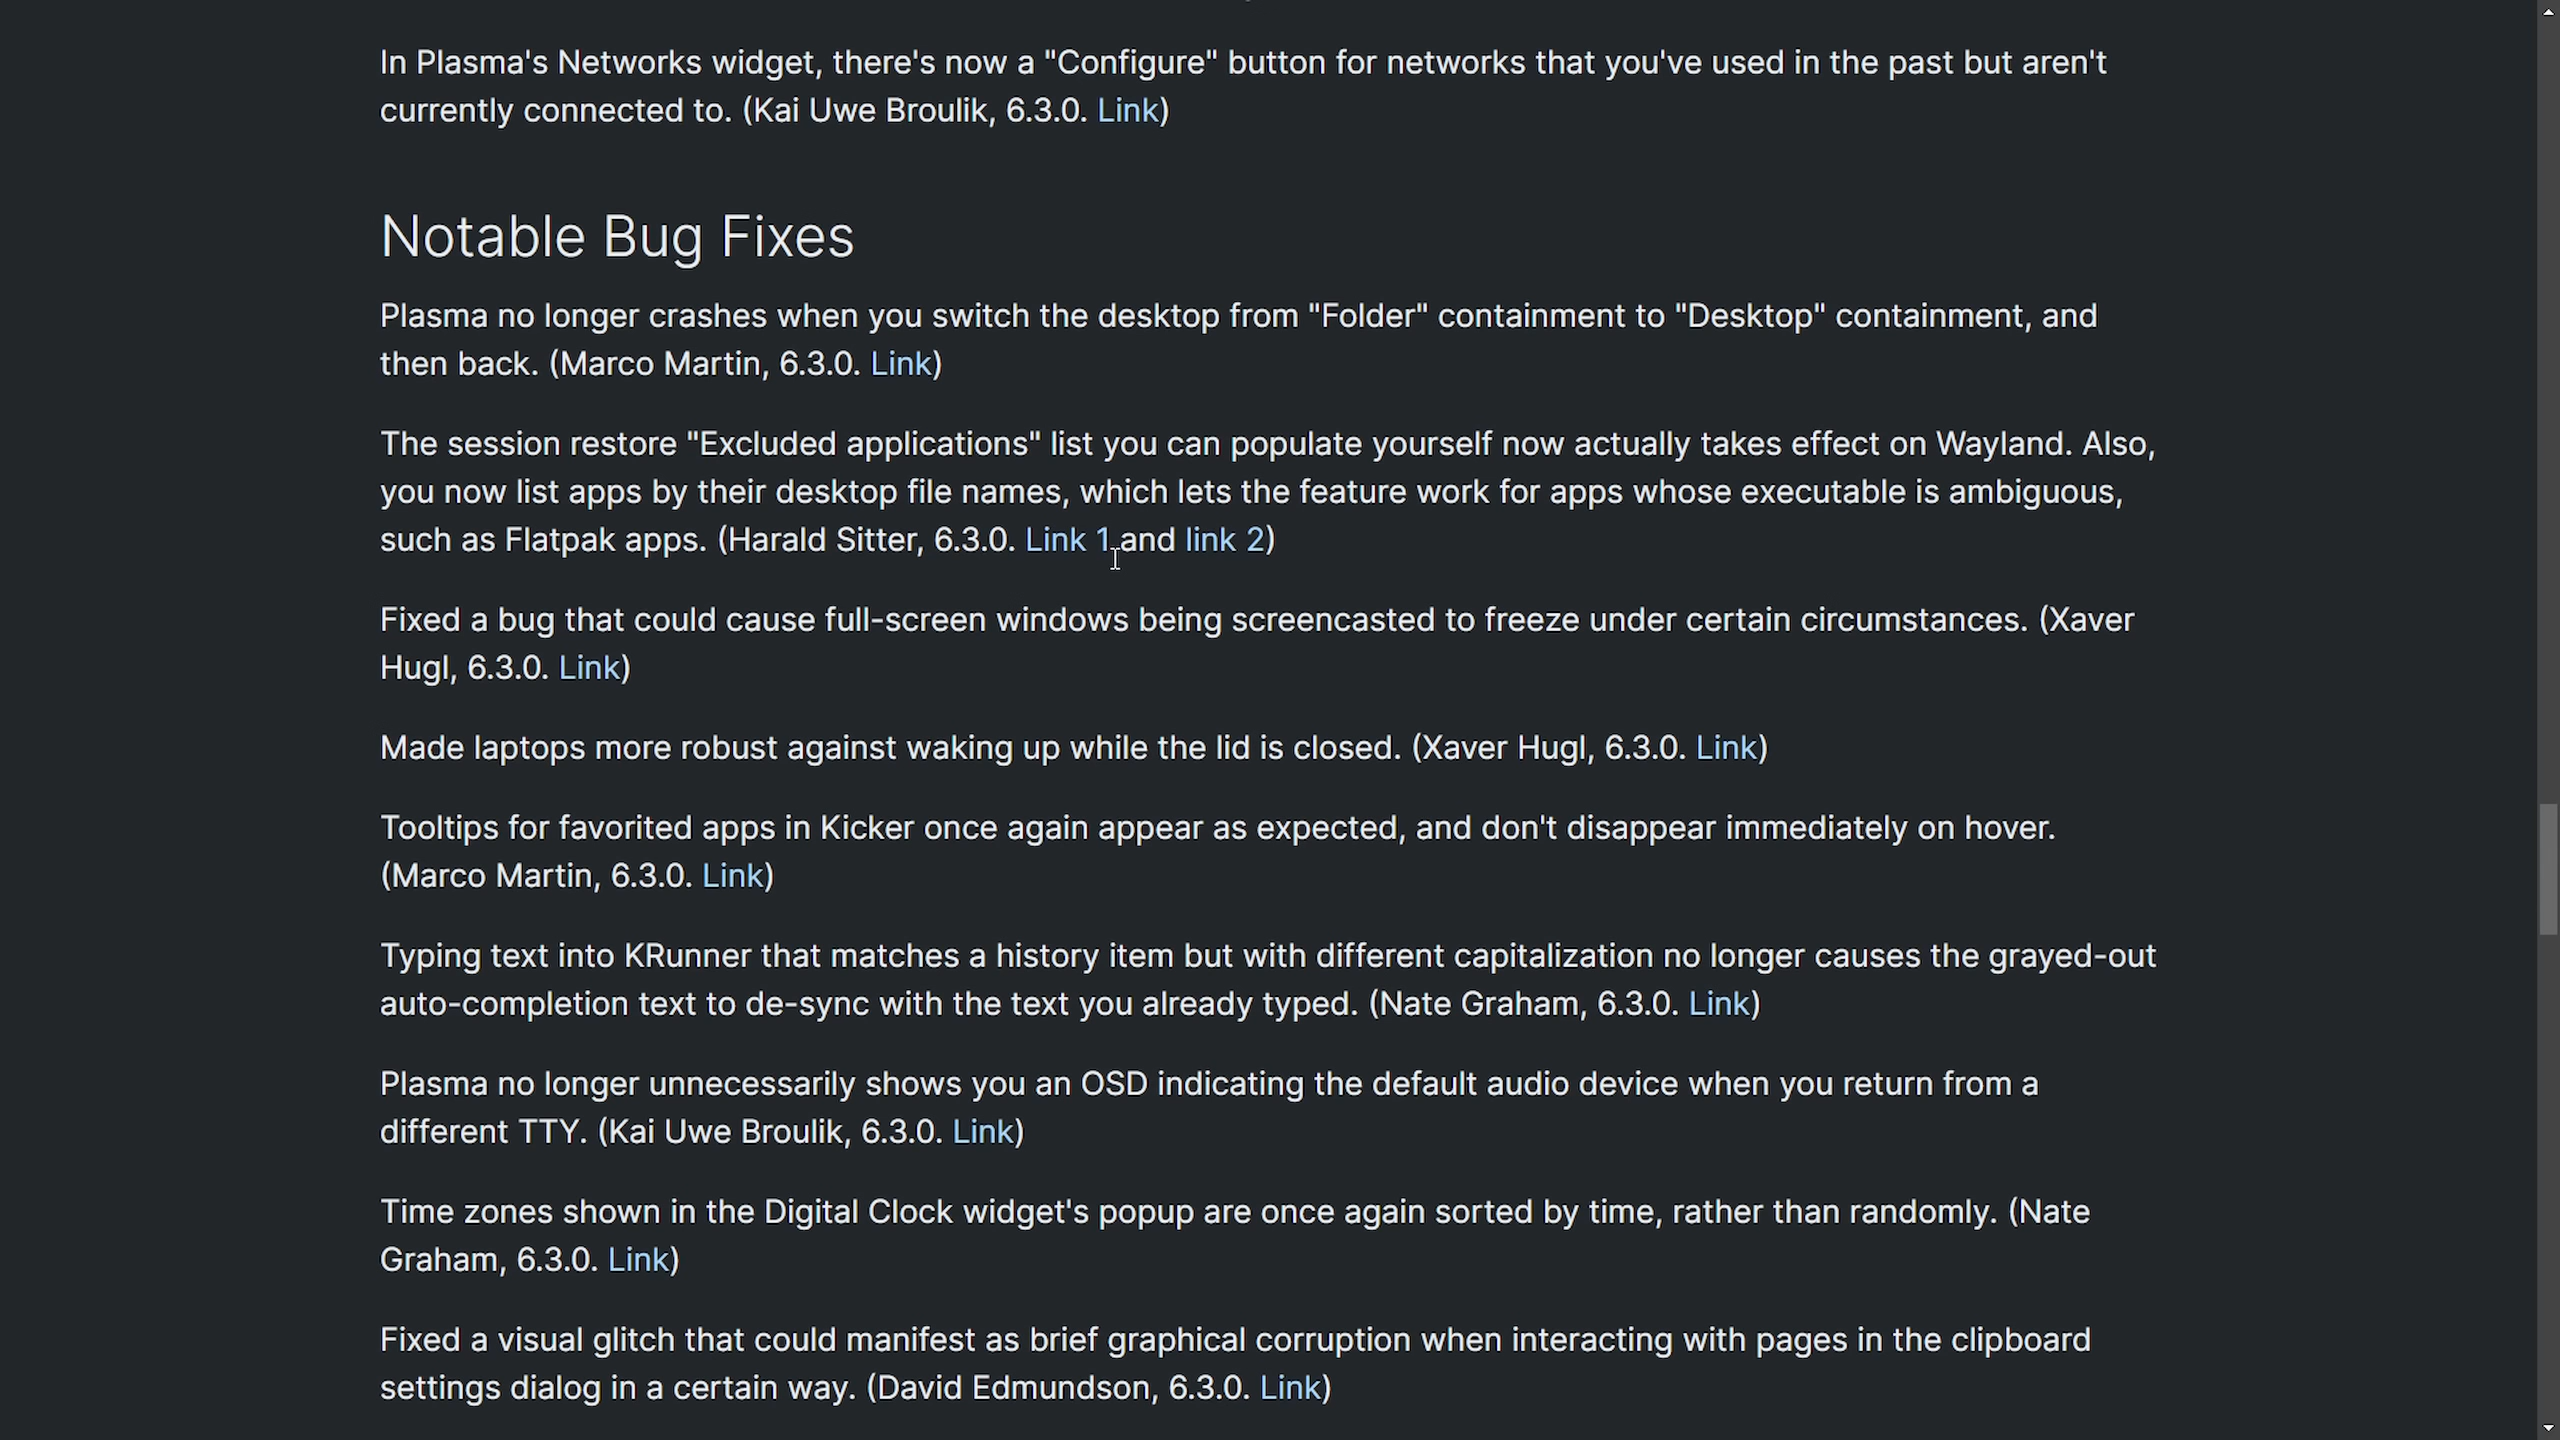 In Plasma's Networks widget, there's now a "Configure" button for networks that you've used in the past but aren't
currently connected to. (Kai Uwe Broulik, 6.3.0. Link)
Notable Bug Fixes
Plasma no longer crashes when you switch the desktop from "Folder" containment to "Desktop" containment, and
then back. (Marco Martin, 6.3.0. Link)
The session restore "Excluded applications" list you can populate yourself now actually takes effect on Wayland. Also,
you now list apps by their desktop file names, which lets the feature work for apps whose executable is ambiguous,
such as Flatpak apps. (Harald Sitter, 6.3.0. Link 1 and link 2)
Fixed a bug that could cause full-screen windows being screencasted to freeze under certain circumstances. (Xaver
Hugl, 6.3.0. Link)
Made laptops more robust against waking up while the lid is closed. (Xaver Hugl, 6.3.0. Link)
Tooltips for favorited apps in Kicker once again appear as expected, and don't disappear immediately on hover.
(Marco Martin, 6.3.0. Link)
Typing text into KRunner that matches a history item but with different capitalization no longer causes the grayed-out
auto-completion text to de-sync with the text you already typed. (Nate Graham, 6.3.0. Link)
Plasma no longer unnecessarily shows you an OSD indicating the default audio device when you return from a
different TTY. (Kai Uwe Broulik, 6.3.0. Link)
Time zones shown in the Digital Clock widget's popup are once again sorted by time, rather than randomly. (Nate
Graham, 6.3.0. Link)
Fixed a visual glitch that could manifest as brief graphical corruption when interacting with pages in the clipboard
settings dialog in a certain way. (David Edmundson, 6.3.0. Link)